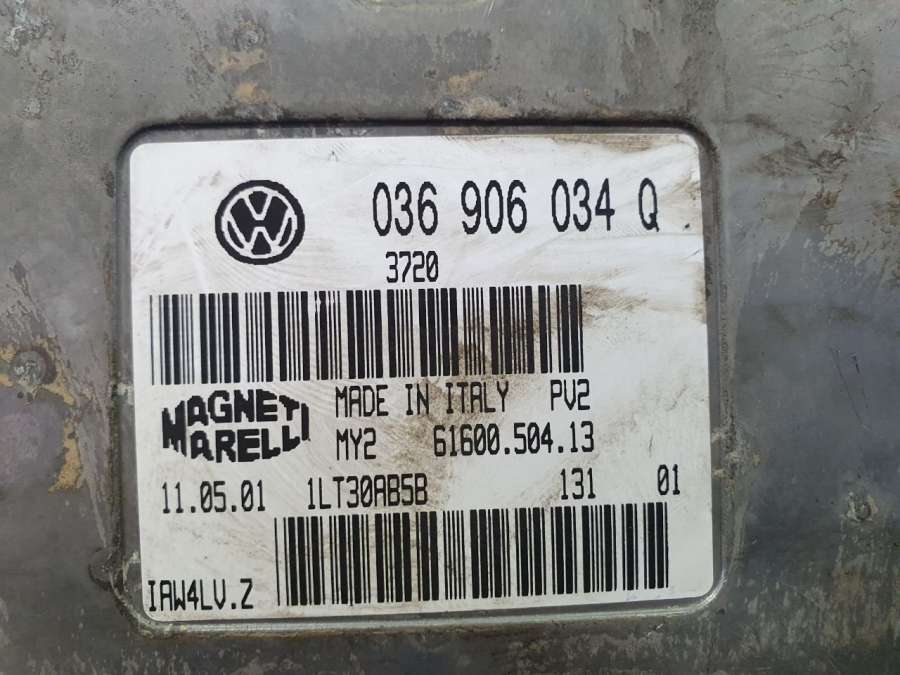 036 906 034 Q
3720
MAGNETI MARELLI
MADE IN ITALY PV2
MY2 61600.504.13
11.05.01 1LT30AB5B 131 01
IAW4LV.Z